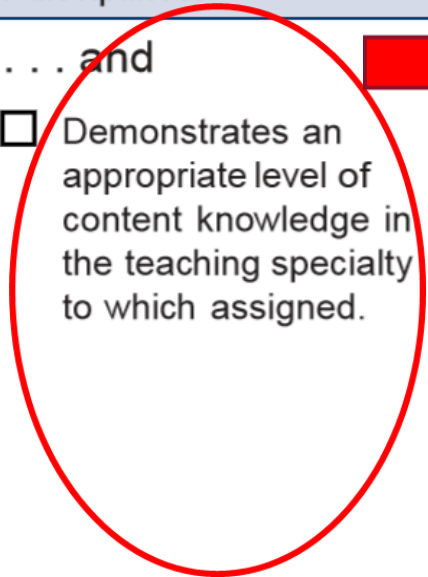 . . . and
Demonstrates an
appropriate level of
content knowledge in
the teaching specialty
to which assigned.